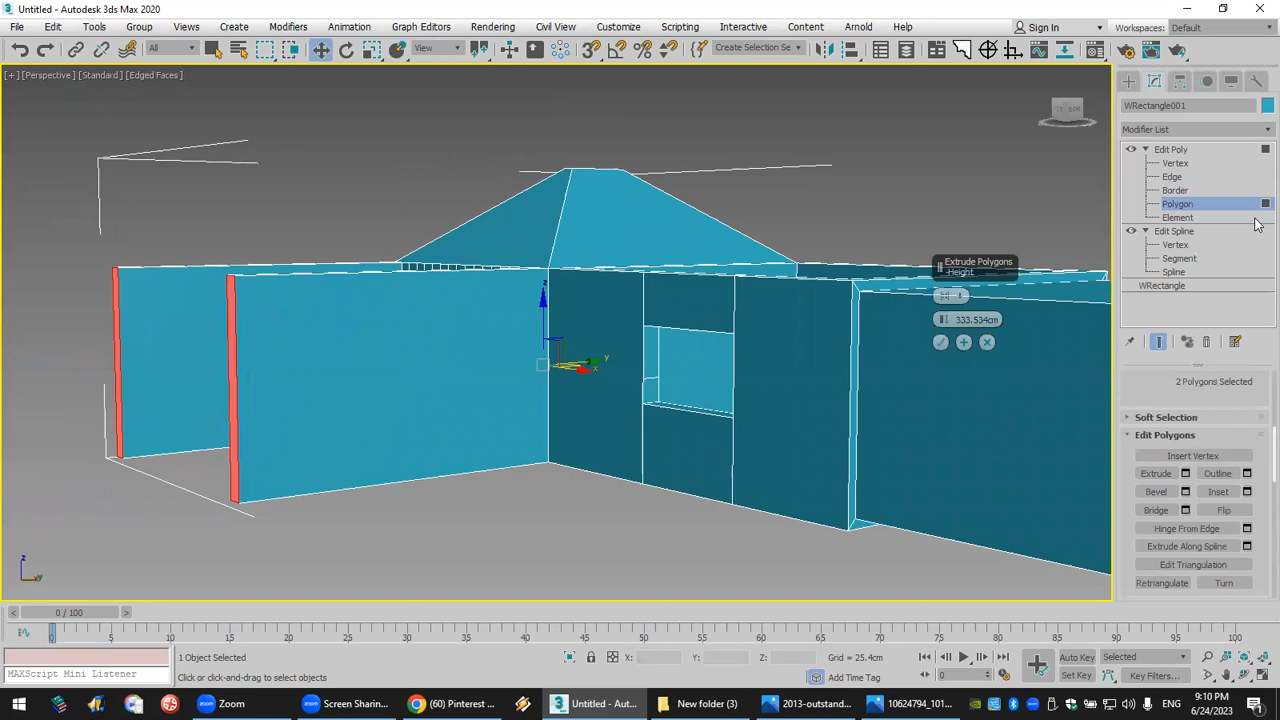 Untitled - Autodesk 3ds Max 2020
File Edit Tools Group Views Create Modifiers Animation Graph Editors Rendering Civil View Customize Scripting Interactive Content Arnold Help Sign In Workspaces: Default
All View Create Selection Se
[+] [Perspective] [Standard] [Edged Faces]
WRectangle001
Modifier List
Edit Poly
Vertex
Edge
Border
Polygon
Element
Edit Spline
Vertex
Segment
Spline
WRectangle
Extrude Polygons
-Height
333.534cm
z
y
x
2 Polygons Selected
Soft Selection
Edit Polygons
Insert Vertex
Extrude Outline
Bevel Inset
Bridge Flip
Hinge From Edge
Extrude Along Spline
Edit Triangulation
Retriangulate Turn
z
0 / 100
0 5 10 15 20 25 30 35 40 45 50 55 60 65 70 75 80 85 90 95 100
1 Object Selected X: Y: Z: Grid = 25.4cm Auto Key Selected
MAXScript Mini Listener Click or click-and-drag to select objects Add Time Tag 0 Set Key Key Filters...
Zoom Screen Sharin... (60) Pinterest ... Untitled - Aut... New folder (3) 2013-outstand... 10624794_101... 9:10 PM
6/24/2023